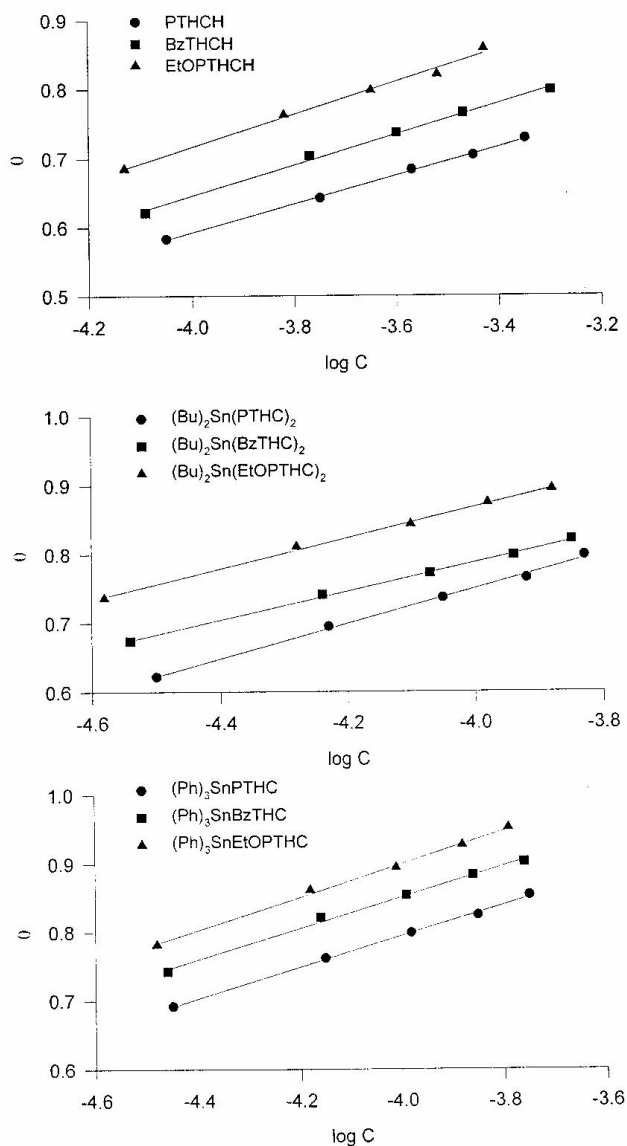 PTHCH
BzTHCH
EtOPTHCH
0.9
0.8
0.7
0.6
0.5
θ
-4.2 -4.0 -3.8 -3.6 -3.4 -3.2
log C
(Bu)₂Sn(PTHC)₂
(Bu)₂Sn(BzTHC)₂
(Bu)₂Sn(EtOPTHC)₂
1.0
0.9
0.8
0.7
0.6
θ
-4.6 -4.4 -4.2 -4.0 -3.8
log C
(Ph)₃SnPTHC
(Ph)₃SnBzTHC
(Ph)₃SnEtOPTHC
1.0
0.9
0.8
0.7
0.6
θ
-4.6 -4.4 -4.2 -4.0 -3.8 -3.6
log C